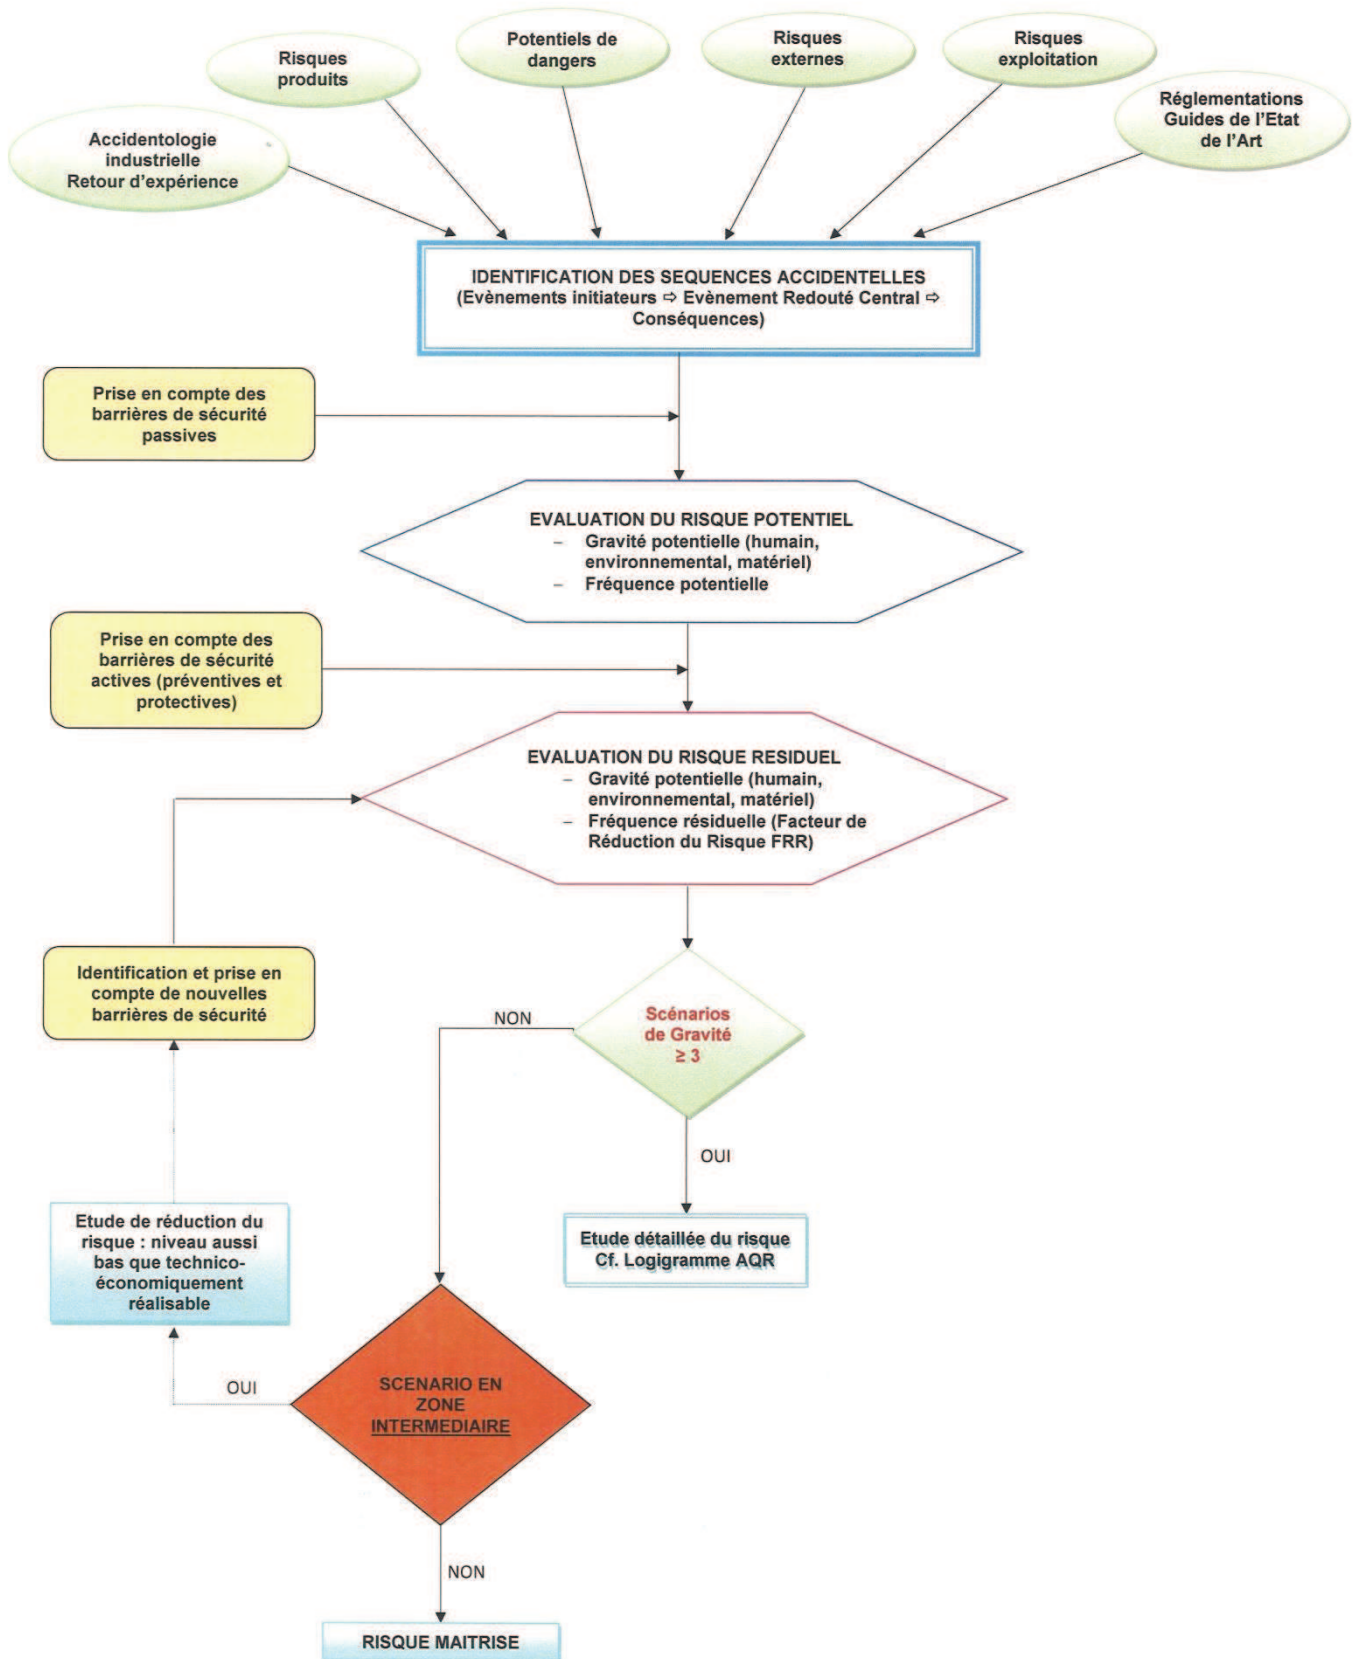 Potentiels de
dangers
Risques
externes
Risques
exploitation
Risques
produits
Réglementations
Guides de l'Etat
de l'Art
Accidentologie
industrielle
Retour d'expérience
IDENTIFICATION DES SEQUENCES ACCIDENTELLES
(Evènements initiateurs ⇨ Evènement Redouté Central ⇨
Conséquences)
Prise en compte des
barrières de sécurité
passives
EVALUATION DU RISQUE POTENTIEL
– Gravité potentielle (humain,
environnemental, matériel)
– Fréquence potentielle
Prise en compte des
barrières de sécurité
actives (préventives et
protectives)
EVALUATION DU RISQUE RESIDUEL
– Gravité potentielle (humain,
environnemental, matériel)
– Fréquence résiduelle (Facteur de
Réduction du Risque FRR)
Identification et prise en
compte de nouvelles
barrières de sécurité
NON
Scénarios
de Gravité
≥ 3
OUI
Etude de réduction du
risque : niveau aussi
bas que technico-
économiquement
réalisable
Etude détaillée du risque
Cf. Logigramme AQR
OUI
SCENARIO EN
ZONE
INTERMEDIAIRE
NON
RISQUE MAITRISE